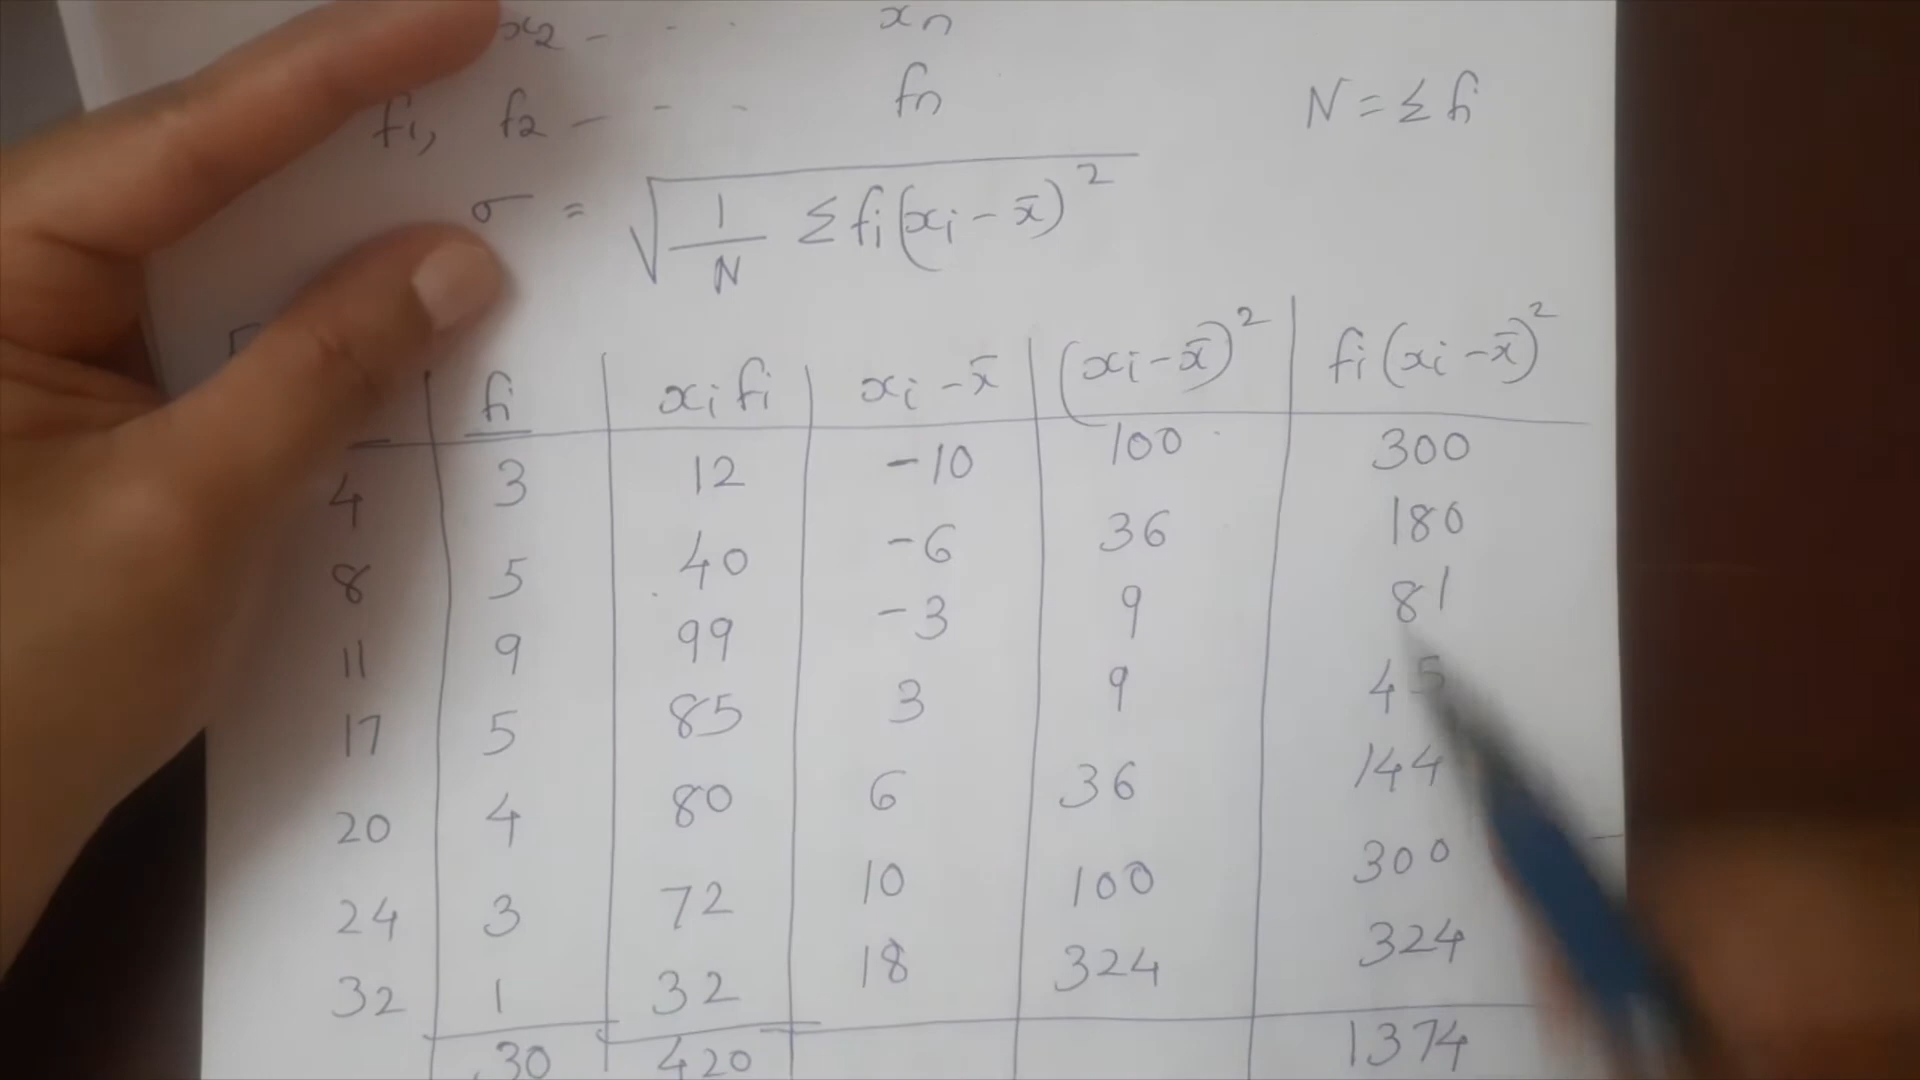 x2 - - . xn
f1, f2 - - - fn N = Σfi
σ = √(1/N Σfi(xi - x̄)²)
fi | xifi | xi - x̄ | (xi - x̄)² | fi(xi - x̄)²
4 | 3 | 12 | -10 | 100 | 300
8 | 5 | 40 | -6 | 36 | 180
11 | 9 | 99 | -3 | 9 | 81
17 | 5 | 85 | 3 | 9 | 45
20 | 4 | 80 | 6 | 36 | 144
24 | 3 | 72 | 10 | 100 | 300
32 | 1 | 32 | 18 | 324 | 324
30 | 420 | 1374